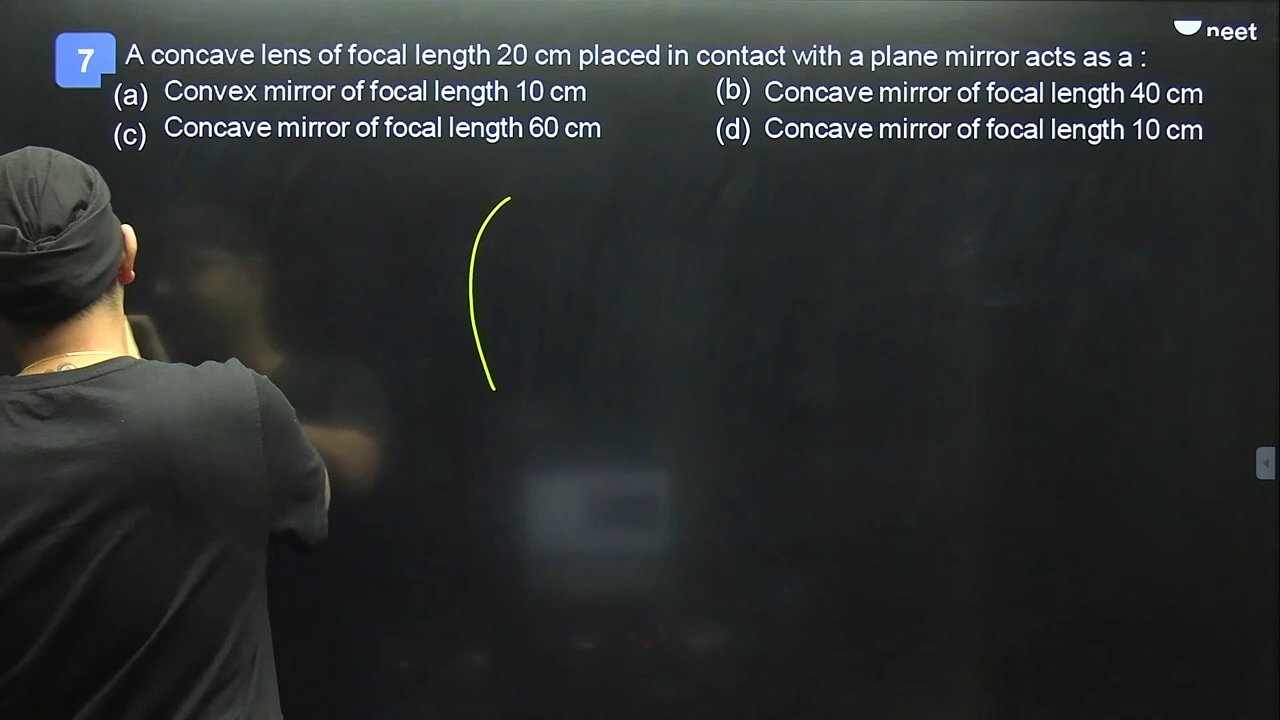 neet
7 A concave lens of focal length 20 cm placed in contact with a plane mirror acts as a :
(a) Convex mirror of focal length 10 cm (b) Concave mirror of focal length 40 cm
(c) Concave mirror of focal length 60 cm (d) Concave mirror of focal length 10 cm